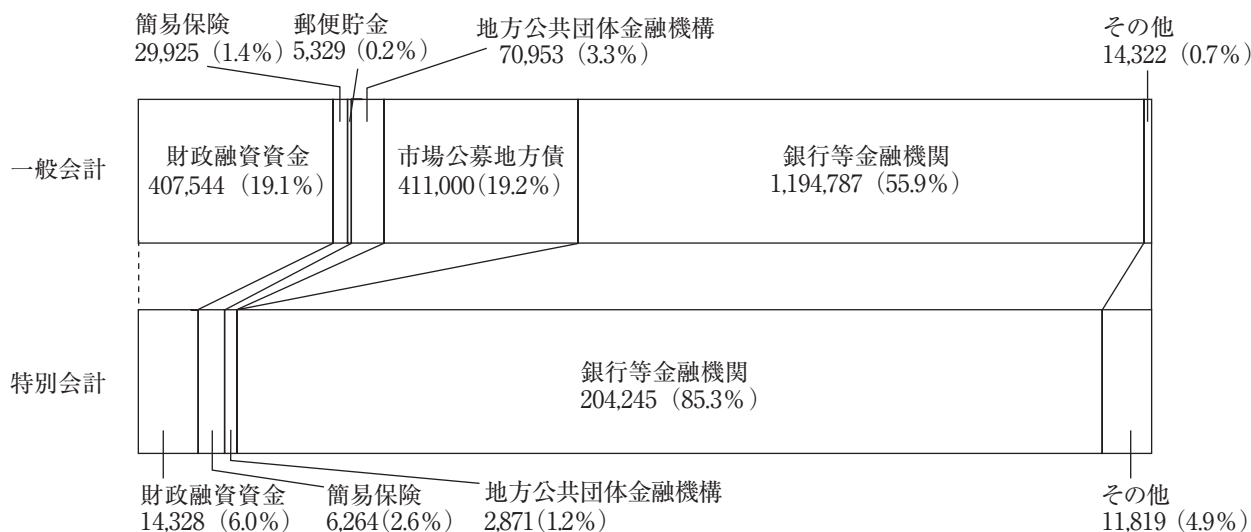 簡易保険
29,925 (1.4%)
郵便貯金
5,329 (0.2%)
地方公共団体金融機構
70,953 (3.3%)
その他
14,322 (0.7%)
一般会計
財政融資資金
407,544 (19.1%)
市場公募地方債
411,000(19.2%)
銀行等金融機関
1,194,787 (55.9%)
特別会計
銀行等金融機関
204,245 (85.3%)
財政融資資金
14,328 (6.0%)
簡易保険
6,264(2.6%)
地方公共団体金融機構
2,871(1.2%)
その他
11,819 (4.9%)